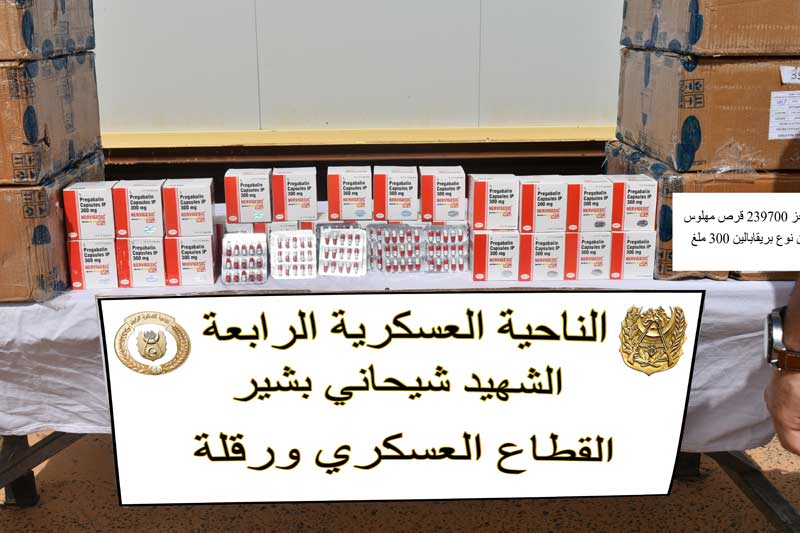 Pregabalin
Capsules IP
300 mg
NERVIGESIC
239700 قرص مهلوس
نوع بريقابالين 300 ملغ
الناحية العسكرية الرابعة
الشهيد شيحاني بشير
القطاع العسكري ورقلة